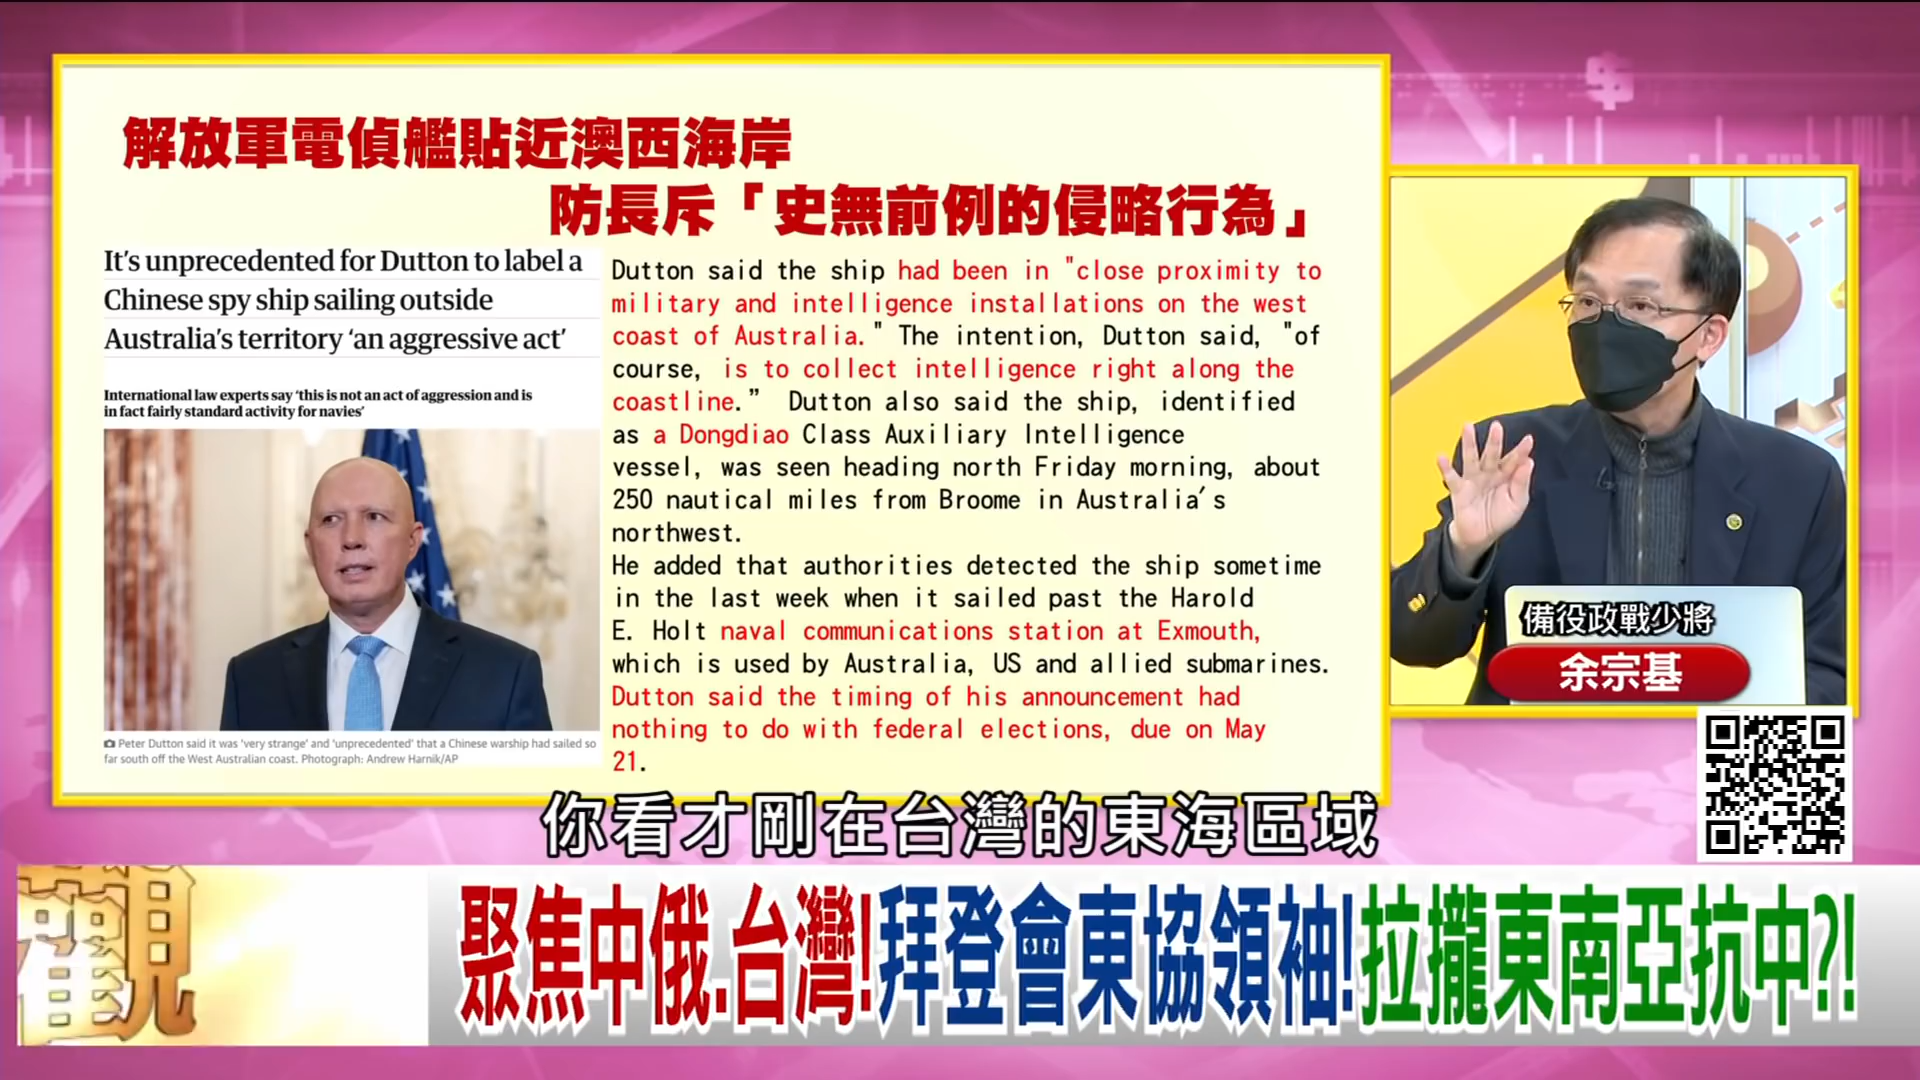 解放軍電偵艦貼近澳西海岸
防長斥「史無前例的侵略行為」
It's unprecedented for Dutton to label a
Chinese spy ship sailing outside
Australia's territory 'an aggressive act'
International law experts say 'this is not an act of aggression and is
in fact fairly standard activity for navies'
Peter Dutton said it was 'very strange' and 'unprecedented' that a Chinese warship had sailed so
far south off the West Australian coast. Photograph: Andrew Harnik/AP
Dutton said the ship had been in "close proximity to
military and intelligence installations on the west
coast of Australia." The intention, Dutton said, "of
course, is to collect intelligence right along the
coastline.” Dutton also said the ship, identified
as a Dongdiao Class Auxiliary Intelligence
vessel, was seen heading north Friday morning, about
250 nautical miles from Broome in Australia's
northwest.
He added that authorities detected the ship sometime
in the last week when it sailed past the Harold
E. Holt naval communications station at Exmouth,
which is used by Australia, US and allied submarines.
Dutton said the timing of his announcement had
nothing to do with federal elections, due on May
21.
備役政戰少將
余宗基
你看才剛在台灣的東海區域
觀
聚焦中俄.台灣!拜登會東協領袖!拉攏東南亞抗中?!